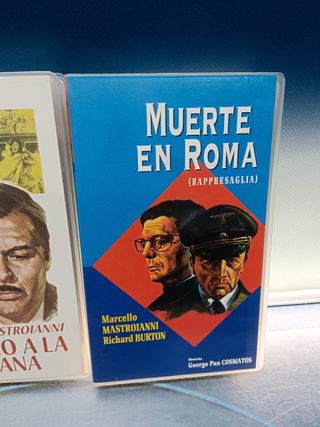 MUERTE
EN ROMA
(RAPPRESAGLIA)
Marcello
MASTROIANNI
Richard BURTON
Dirección
George Pan COSMATOS
STROIANNI
O A LA
ANA